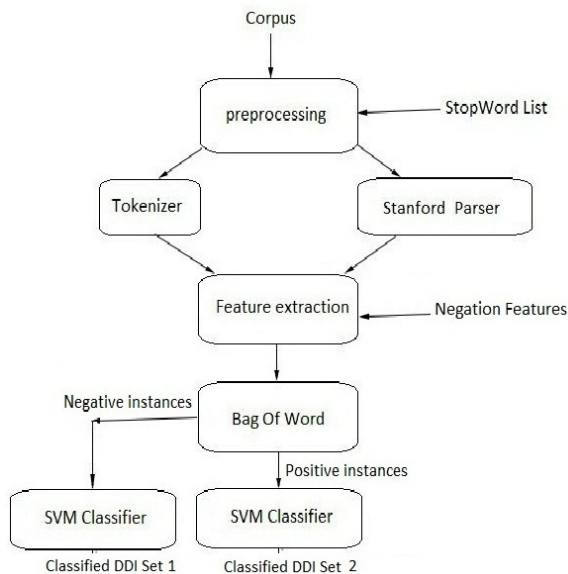 Corpus
preprocessing
StopWord List
Tokenizer
Stanford Parser
Feature extraction
Negation Features
Negative instances
Bag Of Word
Positive instances
SVM Classifier
SVM Classifier
Classified DDI Set 1
Classified DDI Set 2